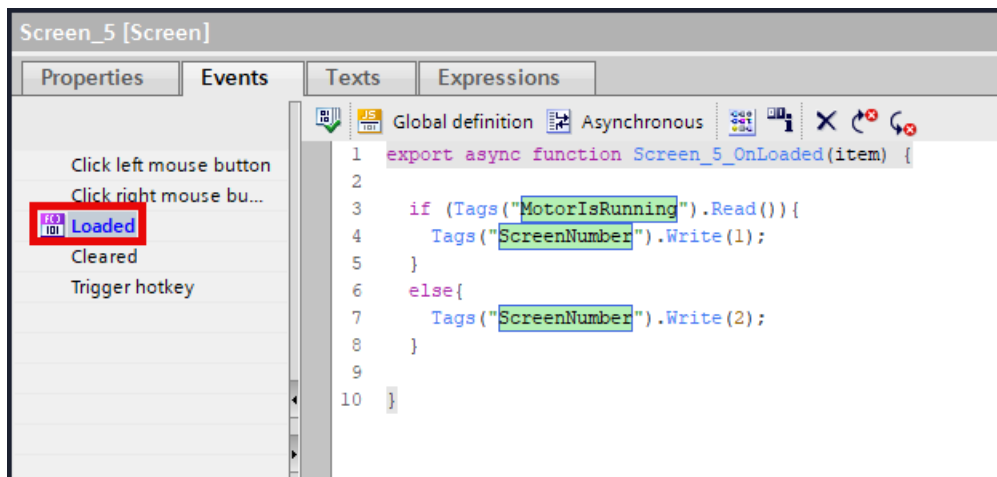 Screen_5 [Screen]
Properties Events Texts Expressions
Global definition Asynchronous
Click left mouse button
Click right mouse bu...
Loaded
Cleared
Trigger hotkey
1 export async function Screen_5_OnLoaded(item) {
2
3 if (Tags("MotorIsRunning").Read()){
4 Tags("ScreenNumber").Write(1);
5 }
6 else{
7 Tags("ScreenNumber").Write(2);
8 }
9
10 }